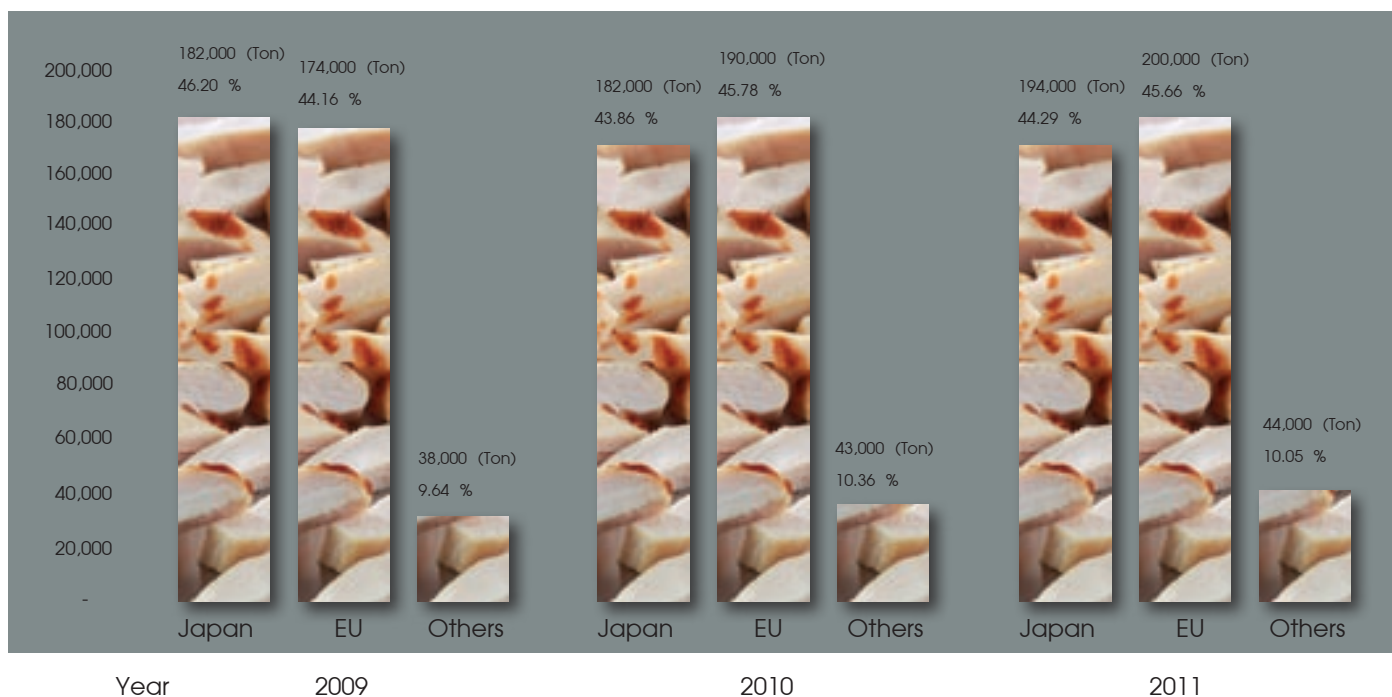 200,000
180,000
160,000
140,000
120,000
100,000
80,000
60,000
40,000
20,000
-
182,000 (Ton)
46.20 %
174,000 (Ton)
44.16 %
38,000 (Ton)
9.64 %
182,000 (Ton)
43.86 %
190,000 (Ton)
45.78 %
43,000 (Ton)
10.36 %
194,000 (Ton)
44.29 %
200,000 (Ton)
45.66 %
44,000 (Ton)
10.05 %
Japan EU Others Japan EU Others Japan EU Others
Year 2009 2010 2011